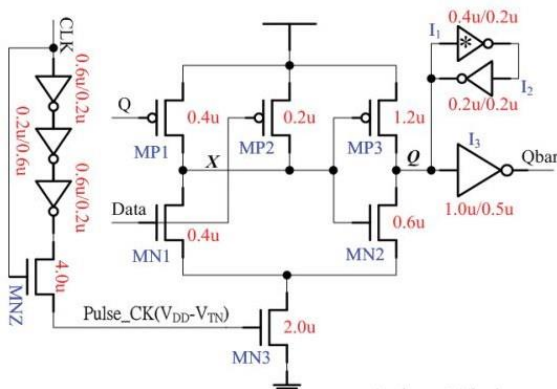 CLK
0.6u/0.2u
0.2u/0.6u
0.6u/0.2u
4.0u
MNZ
Q
0.4u
MP1
X
MP2
0.2u
MP3
1.2u
Data
0.4u
MN1
0.6u
MN2
Pulse_CK(V_DD-V_TN)
2.0u
MN3
0.4u/0.2u
I1
*
I2
0.2u/0.2u
Q
I3
Qbar
1.0u/0.5u